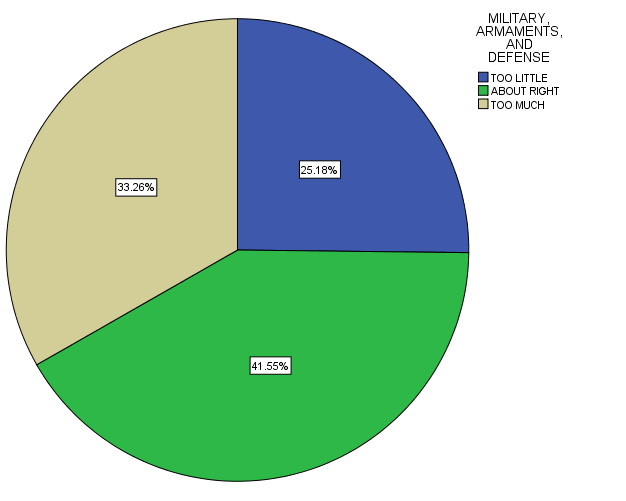 MILITARY,
ARMAMENTS,
AND
DEFENSE
TOO LITTLE
ABOUT RIGHT
TOO MUCH
25.18%
33.26%
41.55%